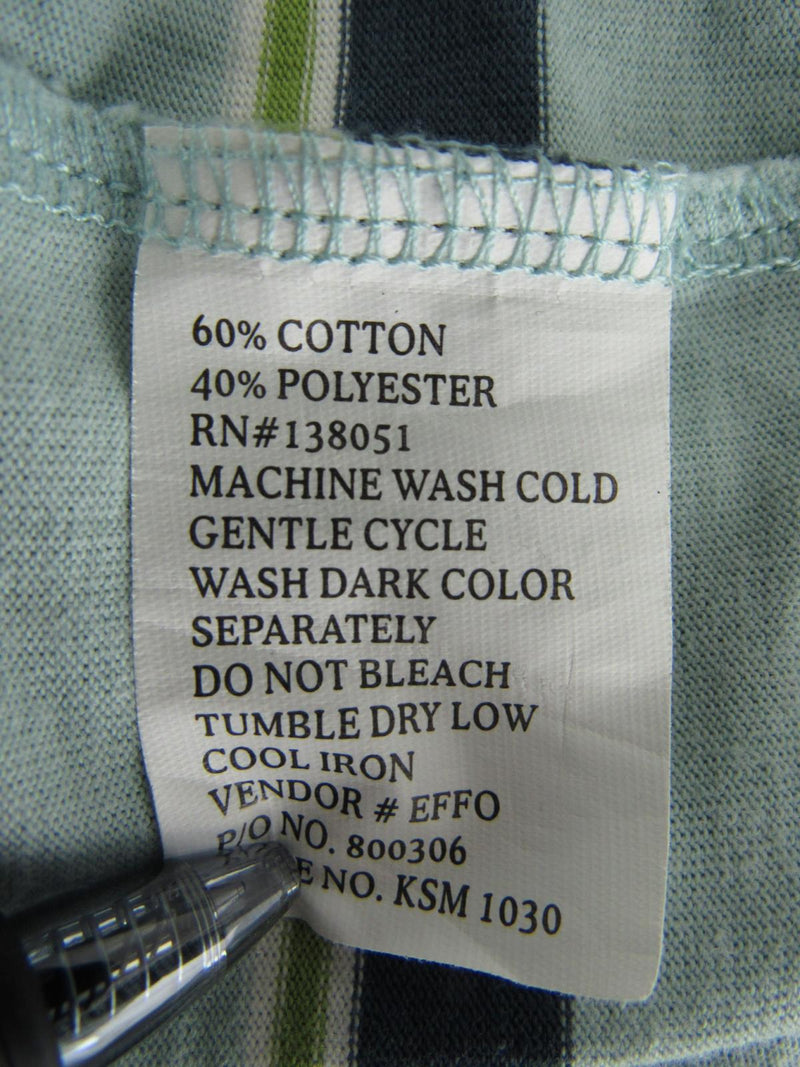 60% COTTON
40% POLYESTER
RN#138051
MACHINE WASH COLD
GENTLE CYCLE
WASH DARK COLOR
SEPARATELY
DO NOT BLEACH
TUMBLE DRY LOW
COOL IRON
VENDOR # EFFO
P/O NO. 800306
NO. KSM 1030